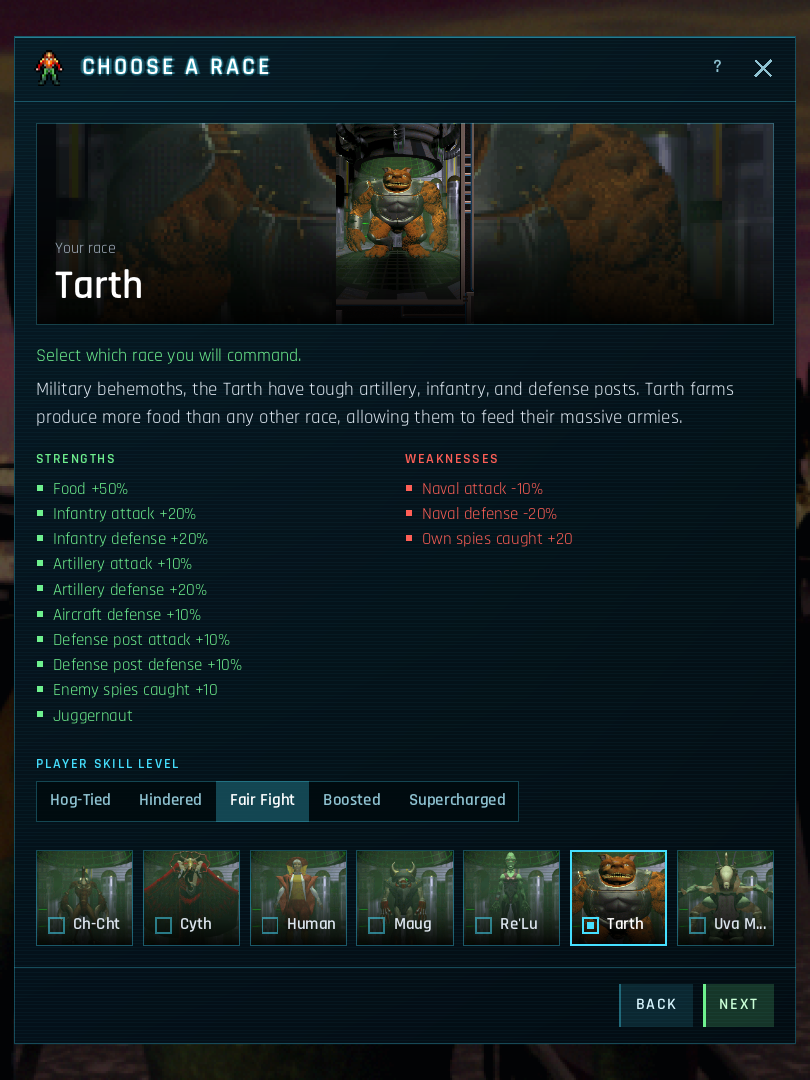 CHOOSE A RACE
?
Your race
Tarth
Select which race you will command.
Military behemoths, the Tarth have tough artillery, infantry, and defense posts. Tarth farms
produce more food than any other race, allowing them to feed their massive armies.
STRENGTHS
Food +50%
Infantry attack +20%
Infantry defense +20%
Artillery attack +10%
Artillery defense +20%
Aircraft defense +10%
Defense post attack +10%
Defense post defense +10%
Enemy spies caught +10
Juggernaut
WEAKNESSES
Naval attack -10%
Naval defense -20%
Own spies caught +20
PLAYER SKILL LEVEL
Hog-Tied Hindered Fair Fight Boosted Supercharged
Ch-Cht Cyth Human Maug Re'Lu Tarth Uva M...
BACK NEXT